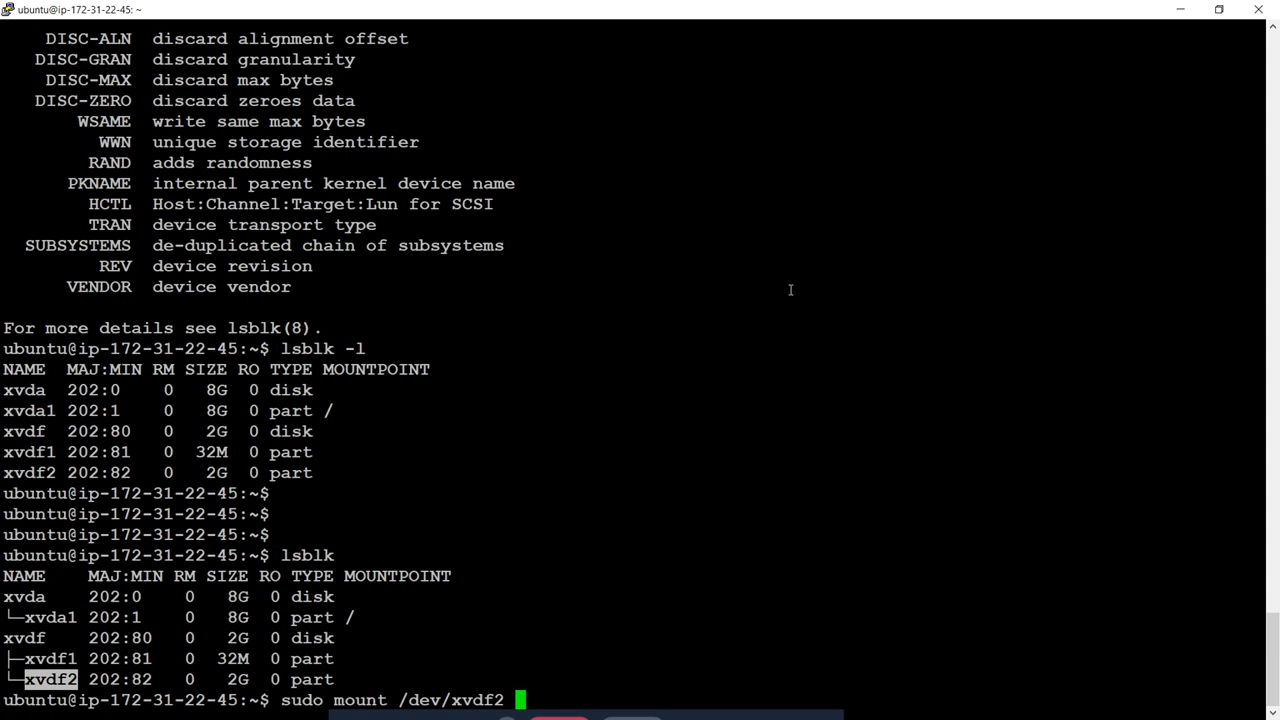 ubuntu@ip-172-31-22-45: ~
DISC-ALN  discard alignment offset
DISC-GRAN  discard granularity
DISC-MAX  discard max bytes
DISC-ZERO  discard zeroes data
WSAME  write same max bytes
WWN  unique storage identifier
RAND  adds randomness
PKNAME  internal parent kernel device name
HCTL  Host:Channel:Target:Lun for SCSI
TRAN  device transport type
SUBSYSTEMS  de-duplicated chain of subsystems
REV  device revision
VENDOR  device vendor
For more details see lsblk(8).
ubuntu@ip-172-31-22-45:~$ lsblk -l
NAME  MAJ:MIN RM SIZE RO TYPE MOUNTPOINT
xvda  202:0    0   8G  0 disk
xvda1 202:1    0   8G  0 part /
xvdf  202:80   0   2G  0 disk
xvdf1 202:81   0  32M  0 part
xvdf2 202:82   0   2G  0 part
ubuntu@ip-172-31-22-45:~$
ubuntu@ip-172-31-22-45:~$
ubuntu@ip-172-31-22-45:~$
ubuntu@ip-172-31-22-45:~$ lsblk
NAME    MAJ:MIN RM SIZE RO TYPE MOUNTPOINT
xvda    202:0    0   8G  0 disk
└─xvda1 202:1    0   8G  0 part /
xvdf    202:80   0   2G  0 disk
├─xvdf1 202:81   0  32M  0 part
└─xvdf2 202:82   0   2G  0 part
ubuntu@ip-172-31-22-45:~$ sudo mount /dev/xvdf2